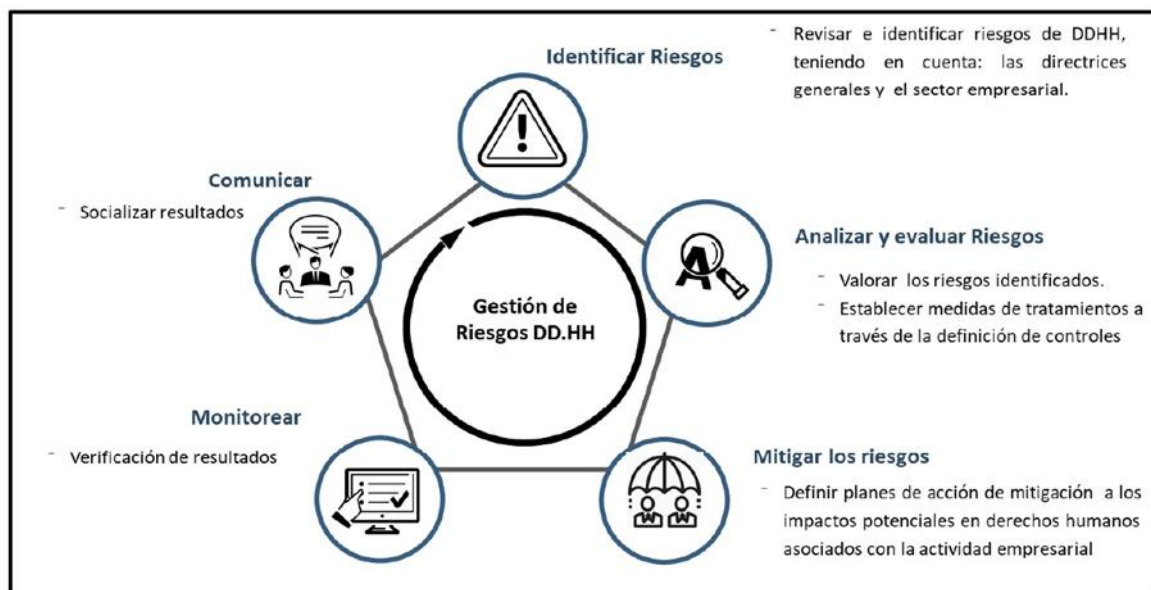 Identificar Riesgos
- Revisar e identificar riesgos de DDHH,
teniendo en cuenta: las directrices
generales y el sector empresarial.
Analizar y evaluar Riesgos
- Valorar los riesgos identificados.
- Establecer medidas de tratamientos a
través de la definición de controles
Mitigar los riesgos
- Definir planes de acción de mitigación a los
impactos potenciales en derechos humanos
asociados con la actividad empresarial
Monitorear
- Verificación de resultados
Comunicar
- Socializar resultados
Gestión de
Riesgos DD.HH